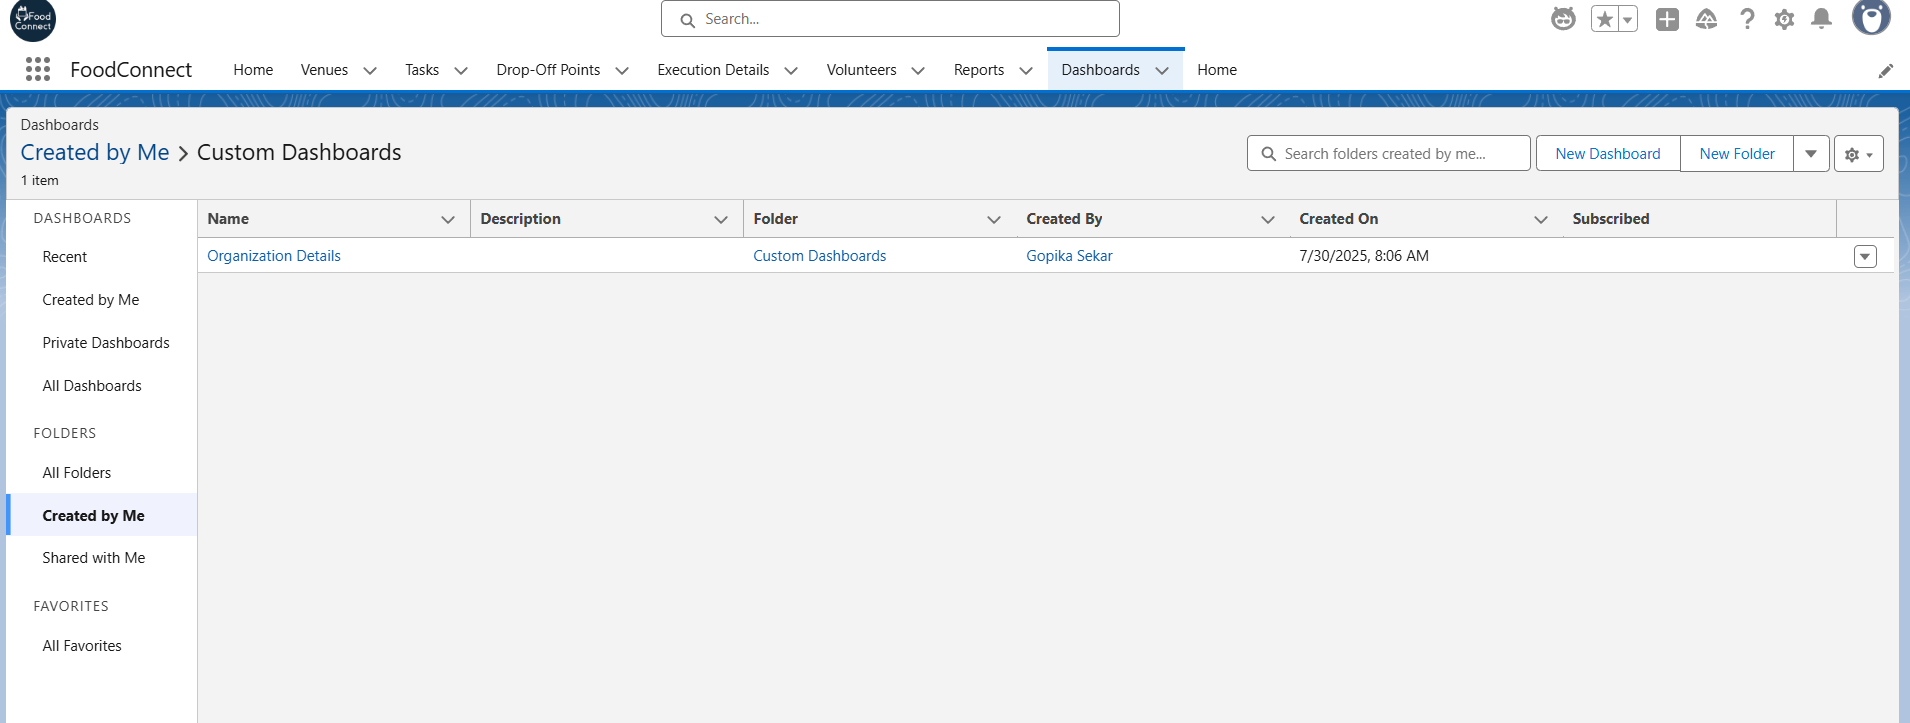 Food
Connect
Search...
FoodConnect
Home
Venues
Tasks
Drop-Off Points
Execution Details
Volunteers
Reports
Dashboards
Home
Dashboards
Created by Me > Custom Dashboards
1 item
Search folders created by me...
New Dashboard
New Folder
DASHBOARDS
Recent
Created by Me
Private Dashboards
All Dashboards
FOLDERS
All Folders
Created by Me
Shared with Me
FAVORITES
All Favorites
Name
Description
Folder
Created By
Created On
Subscribed
Organization Details
Custom Dashboards
Gopika Sekar
7/30/2025, 8:06 AM